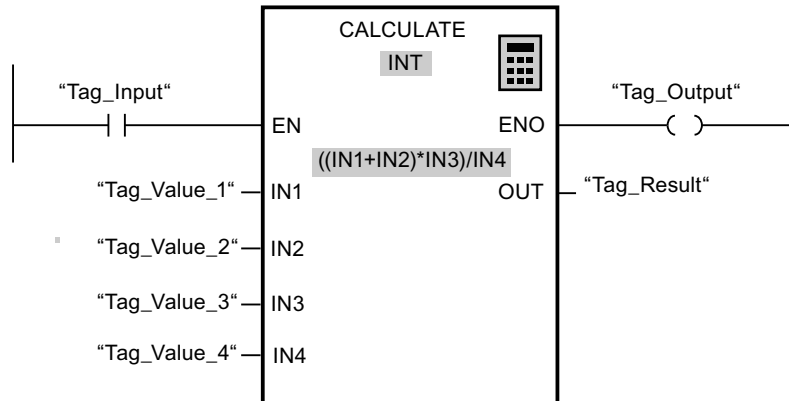 CALCULATE
INT
“Tag_Input“
“Tag_Output“
EN
ENO
((IN1+IN2)*IN3)/IN4
“Tag_Value_1“
IN1
OUT
“Tag_Result“
“Tag_Value_2“
IN2
“Tag_Value_3“
IN3
“Tag_Value_4“
IN4